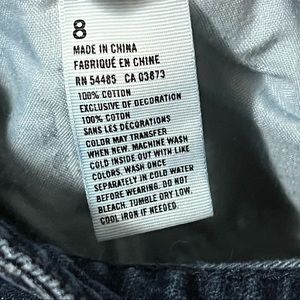 8
MADE IN CHINA
FABRIQUÉ EN CHINE
RN 54485 CA 03873
100% COTTON
EXCLUSIVE OF DECORATION
100% COTON
SANS LES DÉCORATIONS
COLOR MAY TRANSFER
WHEN NEW. MACHINE WASH
COLD INSIDE OUT WITH LIKE
COLORS. WASH ONCE
SEPARATELY IN COLD WATER
BEFORE WEARING. DO NOT
BLEACH. TUMBLE DRY LOW.
COOL IRON IF NEEDED.